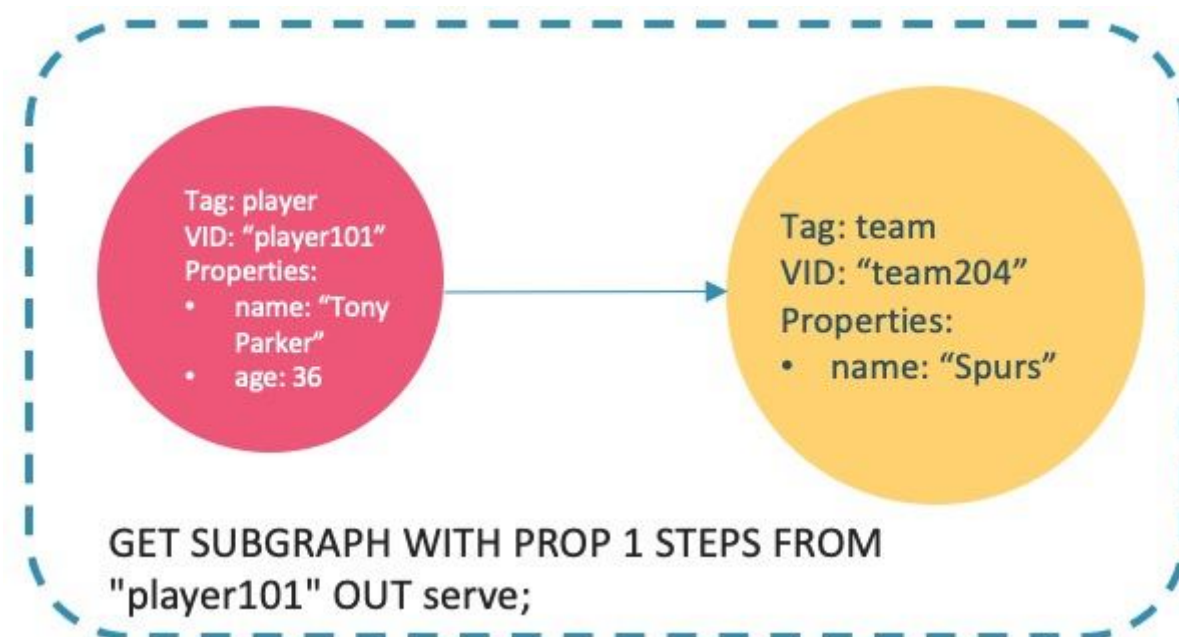 Tag: player
VID: “player101”
Properties:
• name: “Tony
Parker”
• age: 36
Tag: team
VID: “team204”
Properties:
• name: “Spurs”
GET SUBGRAPH WITH PROP 1 STEPS FROM
"player101" OUT serve;